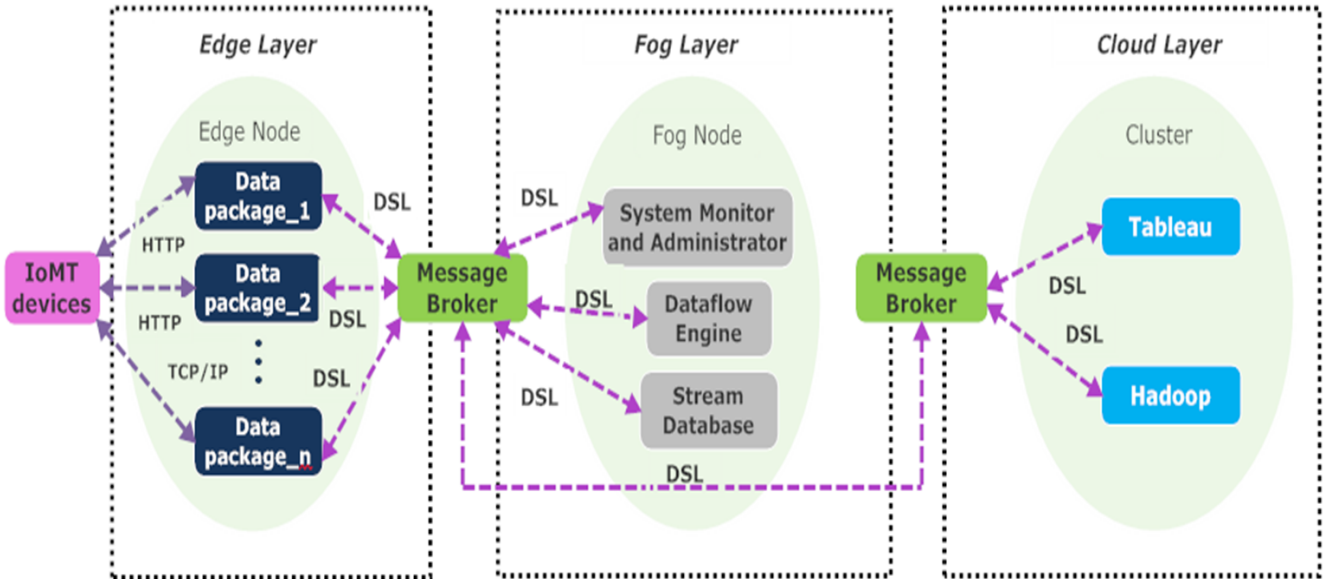 Edge Layer
Fog Layer
Cloud Layer
Edge Node
Fog Node
Cluster
IoMT
devices
HTTP
HTTP
TCP/IP
Data
package_1
Data
package_2
Data
package_n
DSL
DSL
DSL
Message
Broker
DSL
DSL
DSL
DSL
System Monitor
and Administrator
Dataflow
Engine
Stream
Database
Message
Broker
DSL
DSL
Tableau
Hadoop